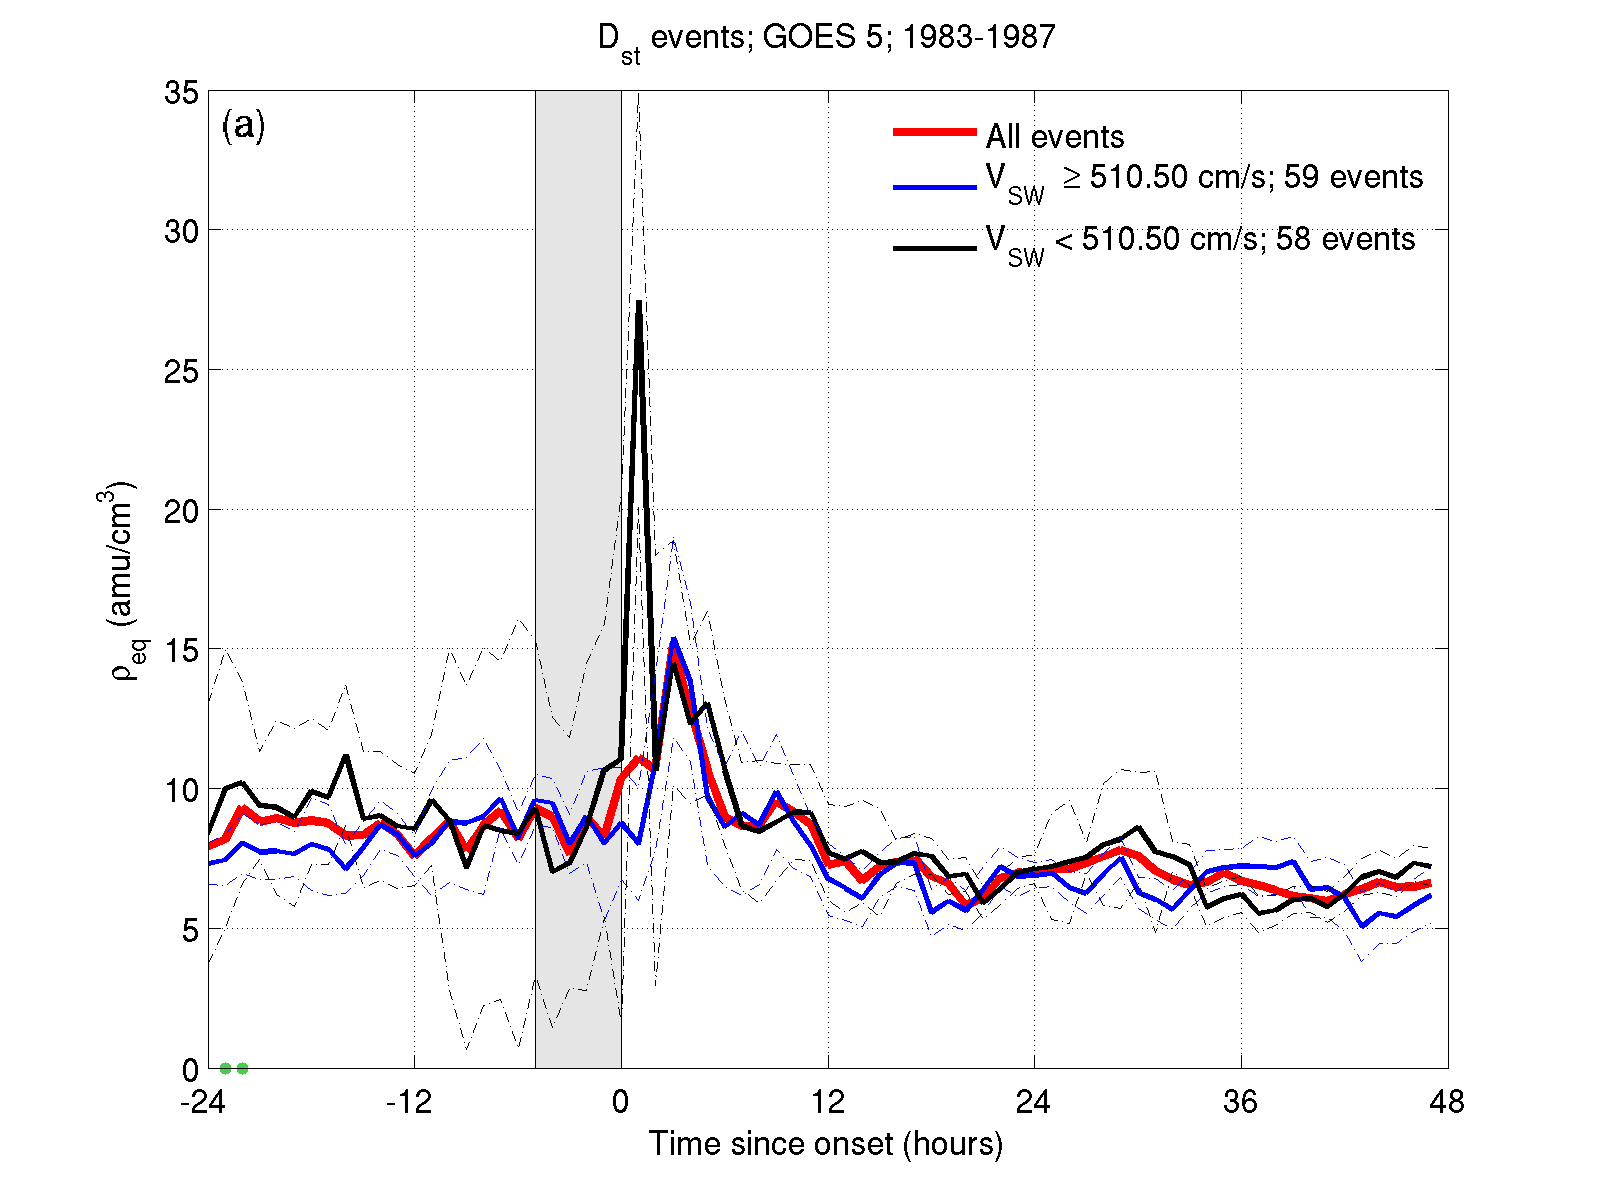 Dst events; GOES 5; 1983-1987
(a)
All events
VSW ≥ 510.50 cm/s; 59 events
VSW < 510.50 cm/s; 58 events
35
30
25
20
15
10
5
0
ρeq (amu/cm³)
-24 -12 0 12 24 36 48
Time since onset (hours)